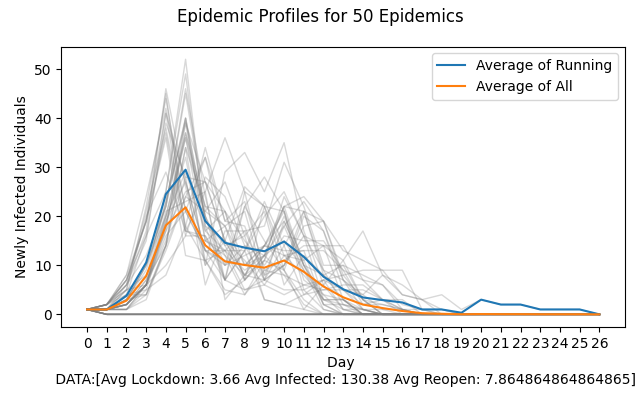 Epidemic Profiles for 50 Epidemics
Newly Infected Individuals
50
40
30
20
10
0
Average of Running
Average of All
0 1 2 3 4 5 6 7 8 9 10 11 12 13 14 15 16 17 18 19 20 21 22 23 24 25 26
Day
DATA:[Avg Lockdown: 3.66 Avg Infected: 130.38 Avg Reopen: 7.864864864864865]